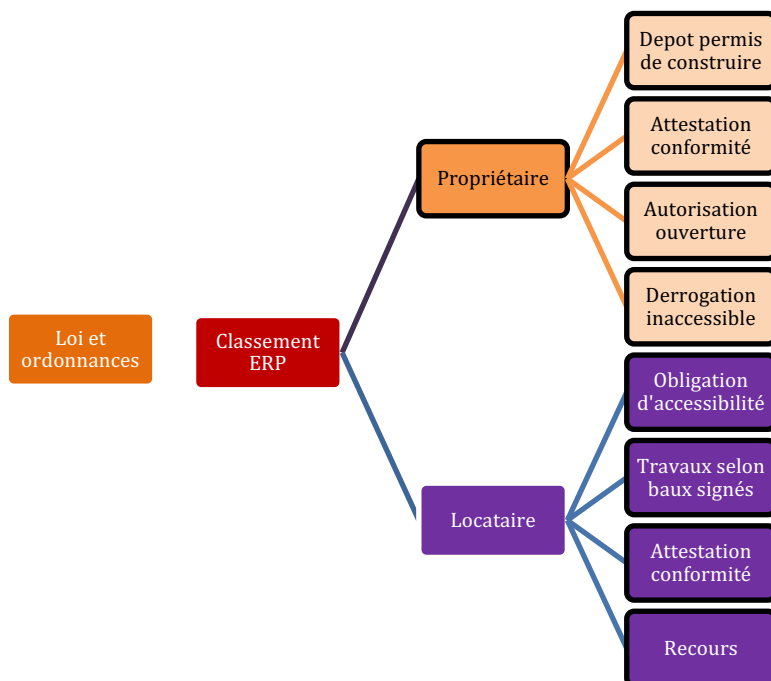 Loi et
ordonnances
Classement
ERP
Propriétaire
Depot permis
de construire
Attestation
conformité
Autorisation
ouverture
Derrogation
inaccessible
Locataire
Obligation
d'accessibilité
Travaux selon
baux signés
Attestation
conformité
Recours